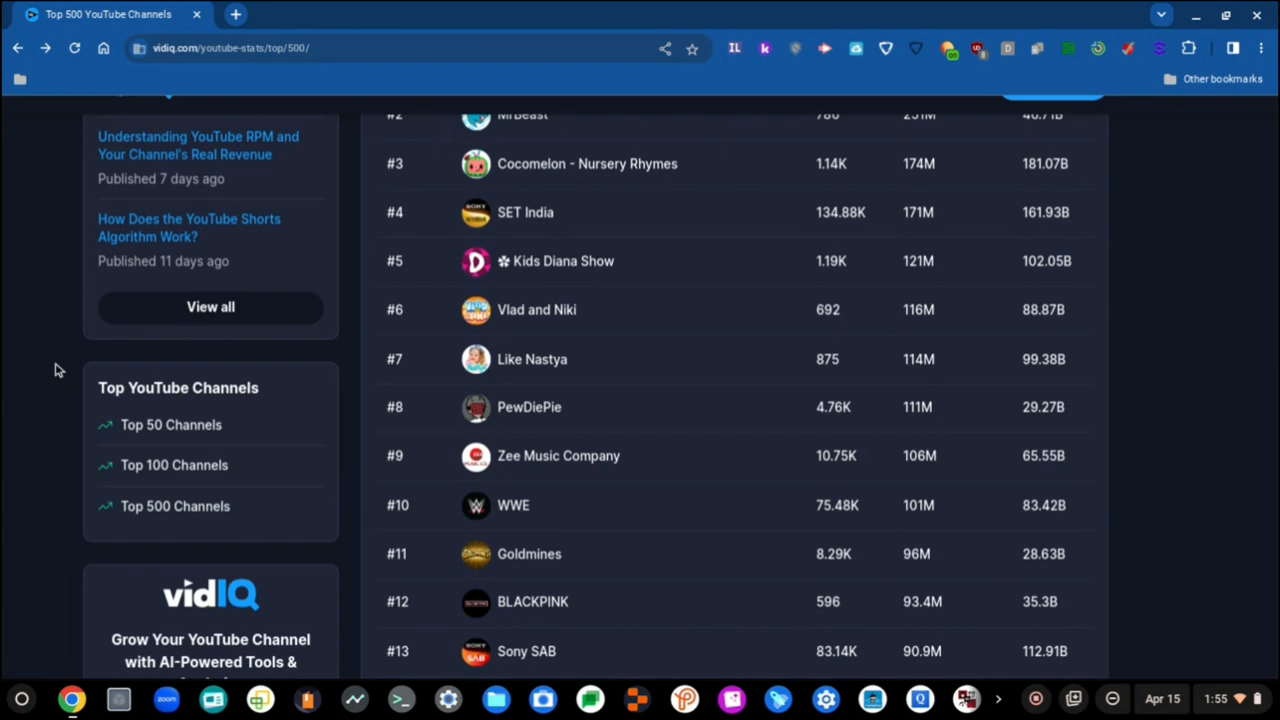 Top 500 YouTube Channels
vidiq.com/youtube-stats/top/500/
Other bookmarks
Understanding YouTube RPM and
Your Channel's Real Revenue
Published 7 days ago
How Does the YouTube Shorts
Algorithm Work?
Published 11 days ago
View all
Top YouTube Channels
Top 50 Channels
Top 100 Channels
Top 500 Channels
vidIQ
Grow Your YouTube Channel
with AI-Powered Tools &
#2 MrBeast 786 251M 46.71B
#3 Cocomelon - Nursery Rhymes 1.14K 174M 181.07B
#4 SET India 134.88K 171M 161.93B
#5 ✿ Kids Diana Show 1.19K 121M 102.05B
#6 Vlad and Niki 692 116M 88.87B
#7 Like Nastya 875 114M 99.38B
#8 PewDiePie 4.76K 111M 29.27B
#9 Zee Music Company 10.75K 106M 65.55B
#10 WWE 75.48K 101M 83.42B
#11 Goldmines 8.29K 96M 28.63B
#12 BLACKPINK 596 93.4M 35.3B
#13 Sony SAB 83.14K 90.9M 112.91B
zoom
Apr 15
1:55